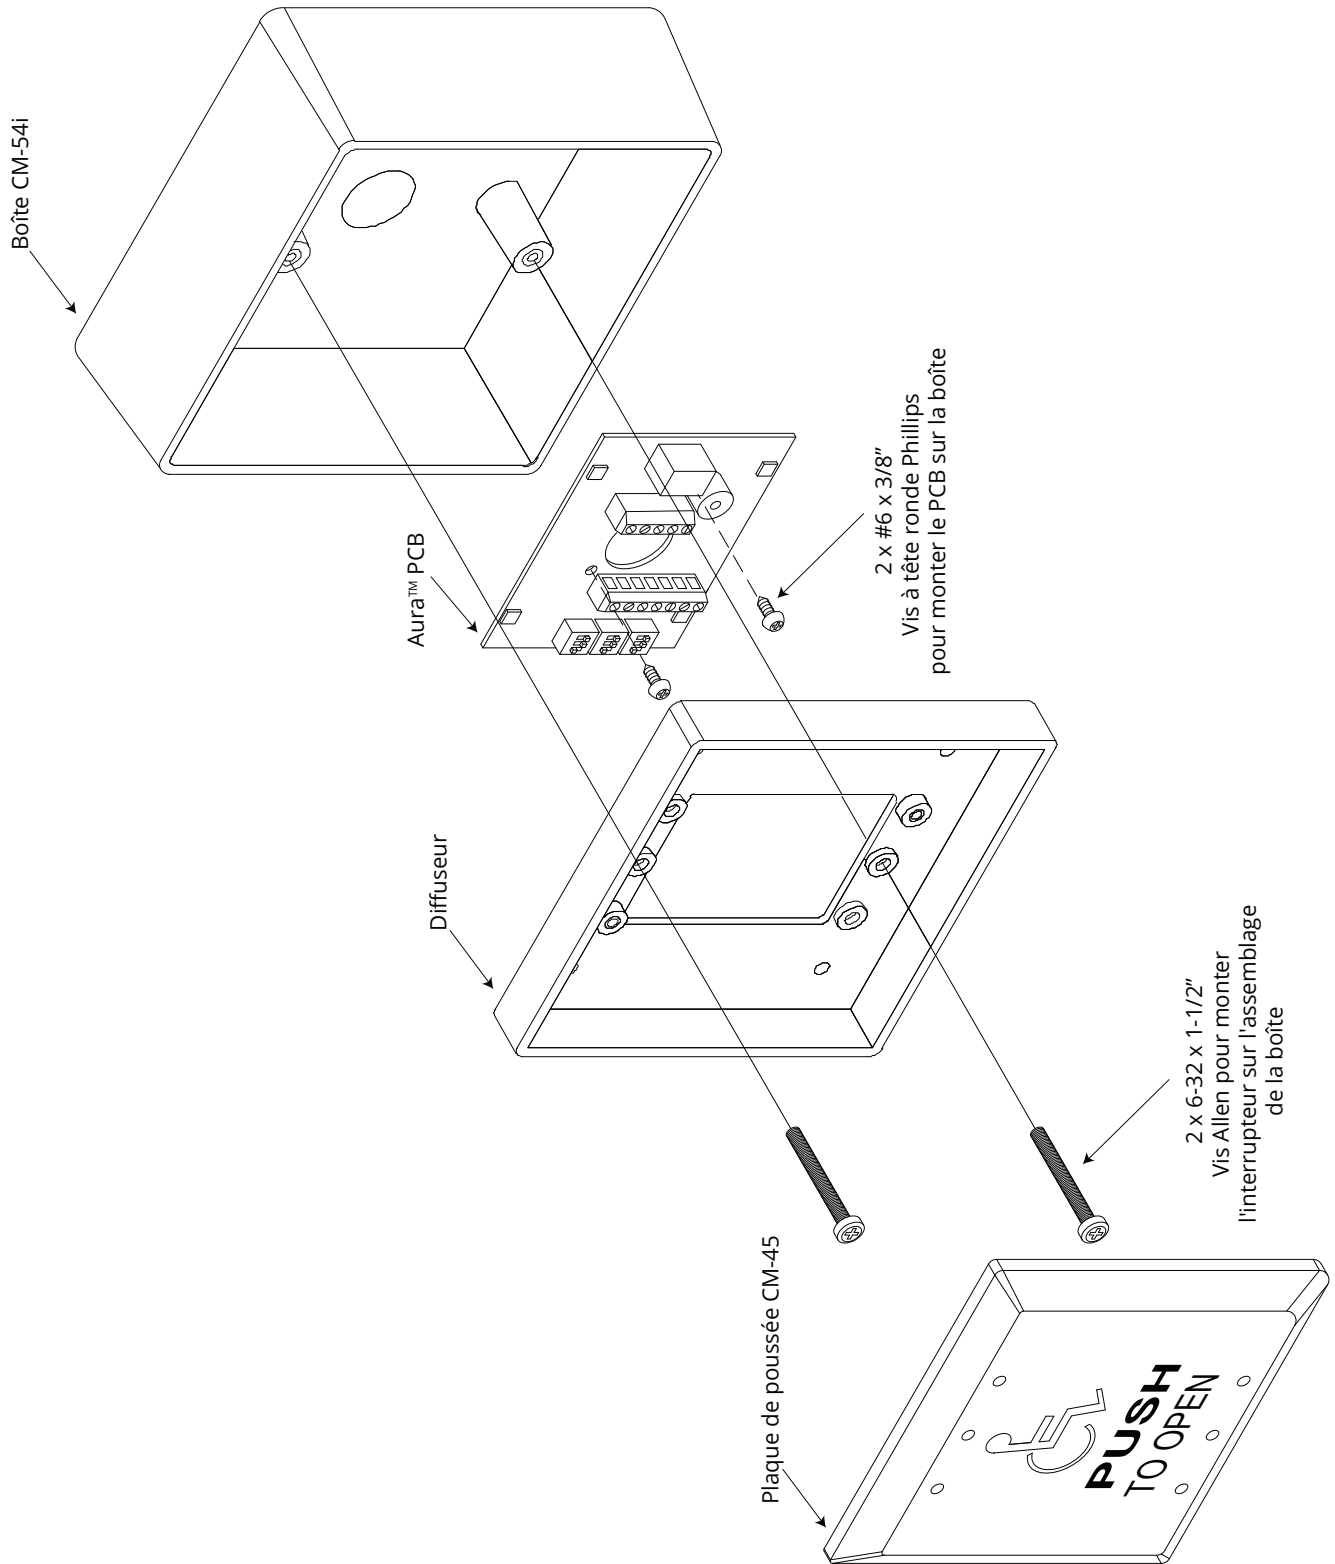 Boîte CM-54i
Aura™ PCB
2 x #6 x 3/8”
Vis à tête ronde Phillips
pour monter le PCB sur la boîte
Diffuseur
2 x 6-32 x 1-1/2”
Vis Allen pour monter
l'interrupteur sur l'assemblage
de la boîte
Plaque de poussée CM-45
PUSH
TO OPEN